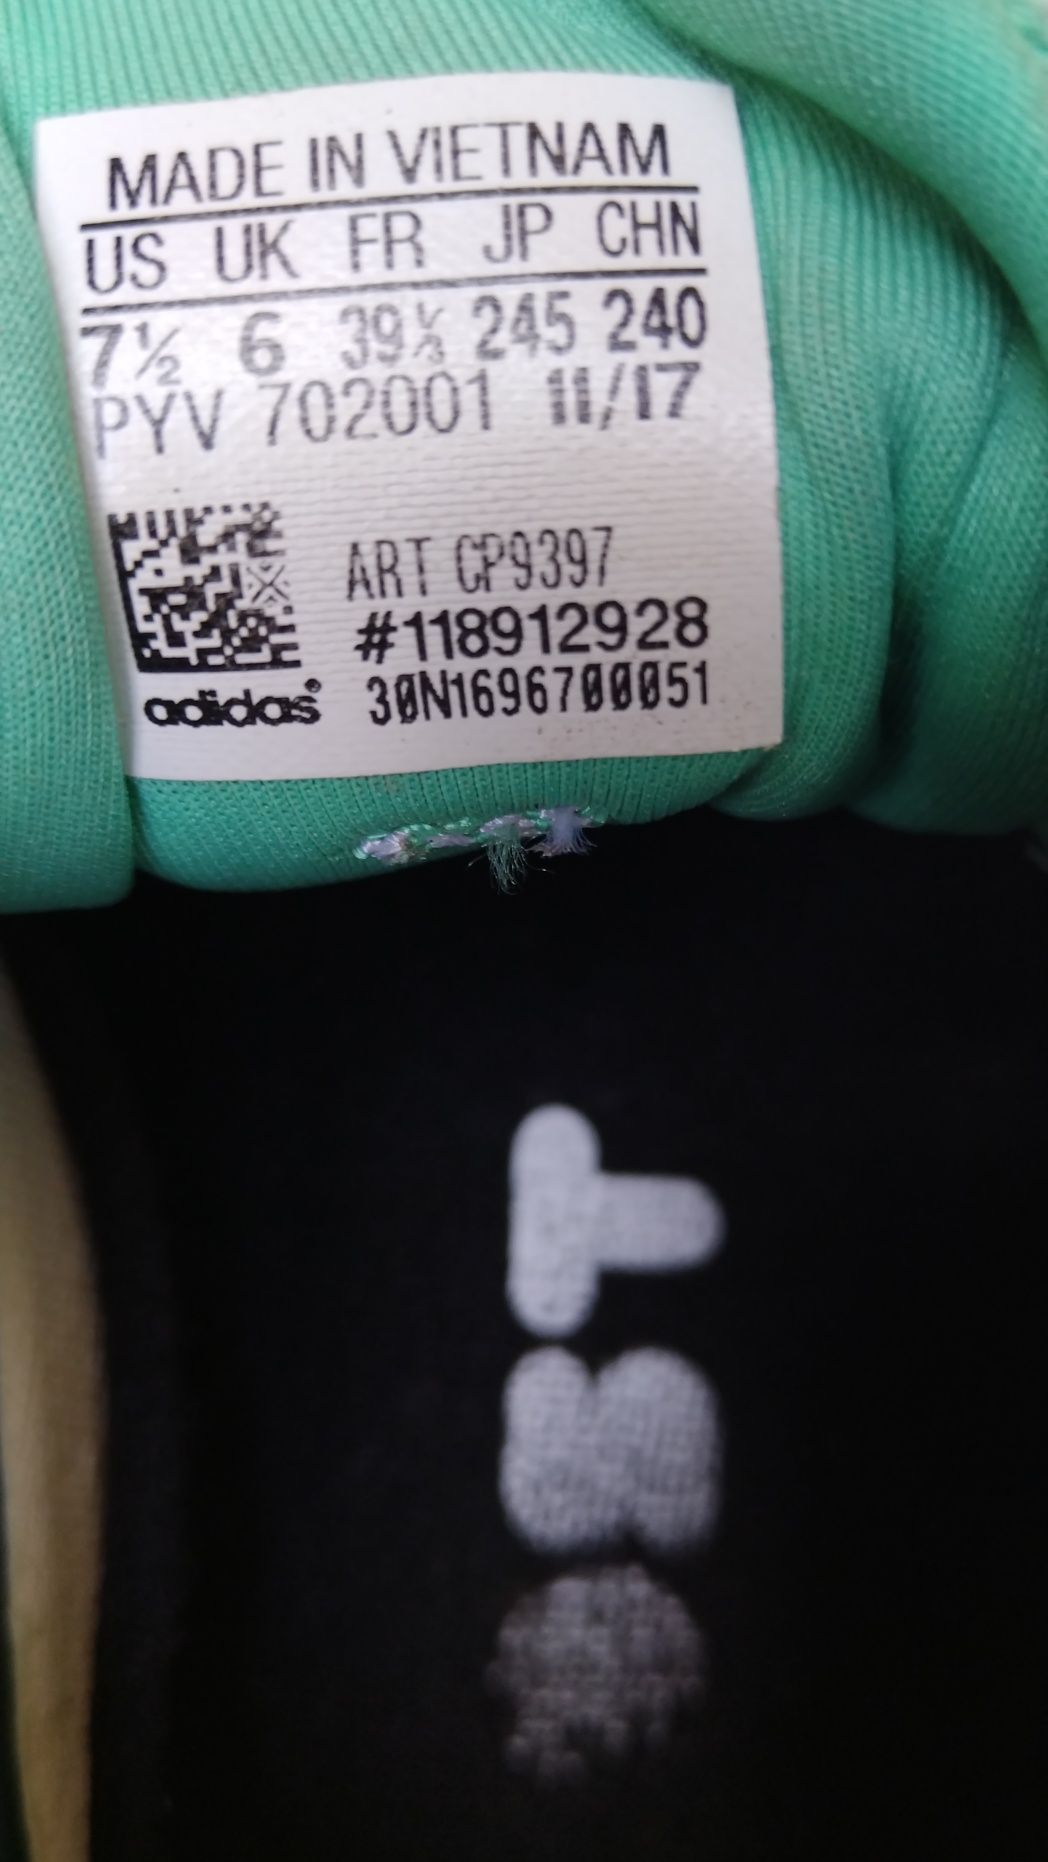 MADE IN VIETNAM
US UK FR JP CHN
7½ 6 39⅓ 245 240
PYV 702001 11/17
ART CP9397
#118912928
adidas® 30N1696700051
ST